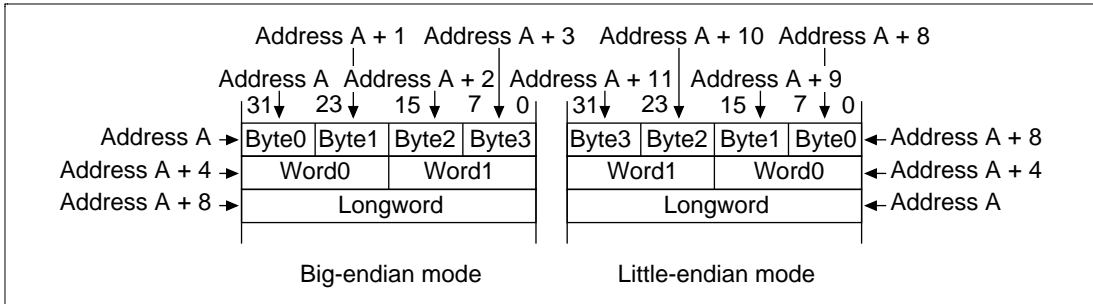 Address A + 1 Address A + 3 Address A + 10 Address A + 8
Address A Address A + 2 Address A + 11 Address A + 9
31 23 15 7 0 31 23 15 7 0
Address A Byte0 Byte1 Byte2 Byte3 Byte3 Byte2 Byte1 Byte0 Address A + 8
Address A + 4 Word0 Word1 Word1 Word0 Address A + 4
Address A + 8 Longword Longword Address A
Big-endian mode Little-endian mode